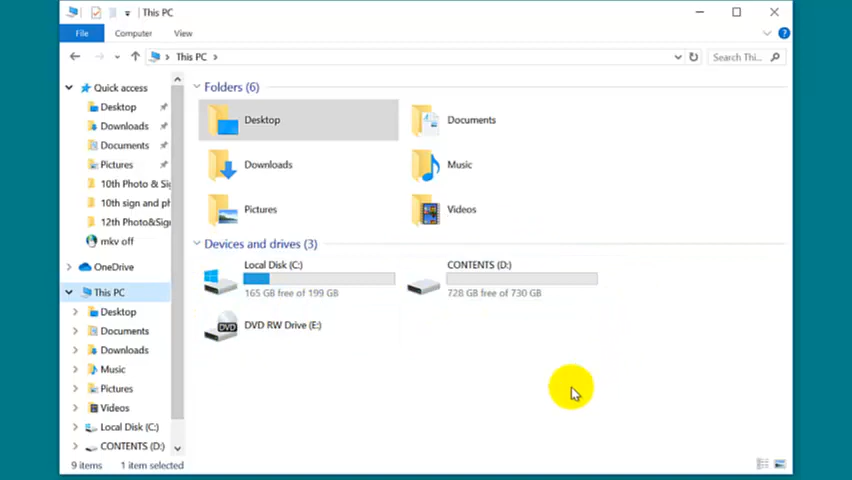 This PC
File Computer View
This PC
Search Thi...
Quick access
Desktop
Downloads
Documents
Pictures
10th Photo & Sig
10th sign and ph
12th Photo&Sig
mkv off
OneDrive
This PC
Desktop
Documents
Downloads
Music
Pictures
Videos
Local Disk (C:)
CONTENTS (D:)
Folders (6)
Desktop
Documents
Downloads
Music
Pictures
Videos
Devices and drives (3)
Local Disk (C:)
165 GB free of 199 GB
CONTENTS (D:)
728 GB free of 730 GB
DVD
DVD RW Drive (E:)
9 items 1 item selected